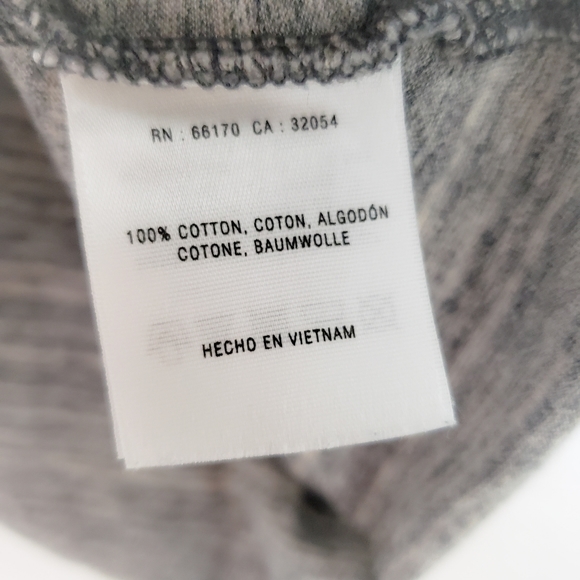 RN : 66170 CA : 32054
100% COTTON, COTON, ALGODÓN
COTONE, BAUMWOLLE
HECHO EN VIETNAM